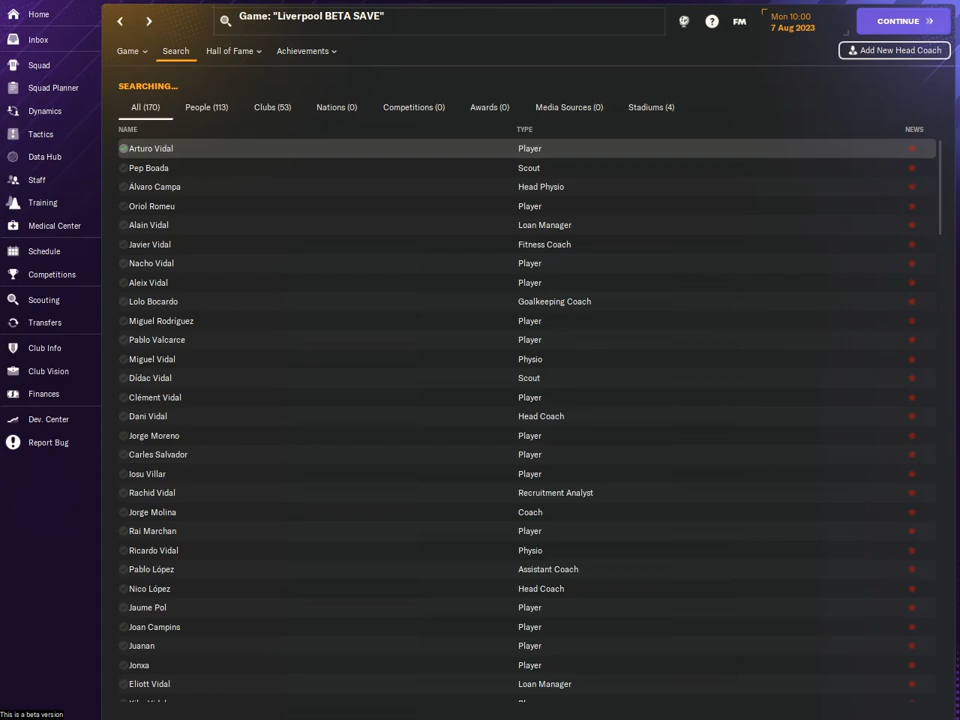 Home
Inbox
Squad
Squad Planner
Dynamics
Tactics
Data Hub
Staff
Training
Medical Center
Schedule
Competitions
Scouting
Transfers
Club Info
Club Vision
Finances
Dev. Center
Report Bug
This is a beta version
Game: "Liverpool BETA SAVE"
? FM
Mon 10:00
7 Aug 2023
CONTINUE
Game Search Hall of Fame Achievements
Add New Head Coach
SEARCHING...
All (170) People (113) Clubs (53) Nations (0) Competitions (0) Awards (0) Media Sources (0) Stadiums (4)
NAME TYPE NEWS
Arturo Vidal Player
Pep Boada Scout
Álvaro Campa Head Physio
Oriol Romeu Player
Alain Vidal Loan Manager
Javier Vidal Fitness Coach
Nacho Vidal Player
Aleix Vidal Player
Lolo Bocardo Goalkeeping Coach
Miguel Rodríguez Player
Pablo Valcarce Player
Miguel Vidal Physio
Dídac Vidal Scout
Clément Vidal Player
Dani Vidal Head Coach
Jorge Moreno Player
Carles Salvador Player
Iosu Villar Player
Rachid Vidal Recruitment Analyst
Jorge Molina Coach
Rai Marchan Player
Ricardo Vidal Physio
Pablo López Assistant Coach
Nico López Head Coach
Jaume Pol Player
Joan Campins Player
Juanan Player
Jonxa Player
Eliott Vidal Loan Manager